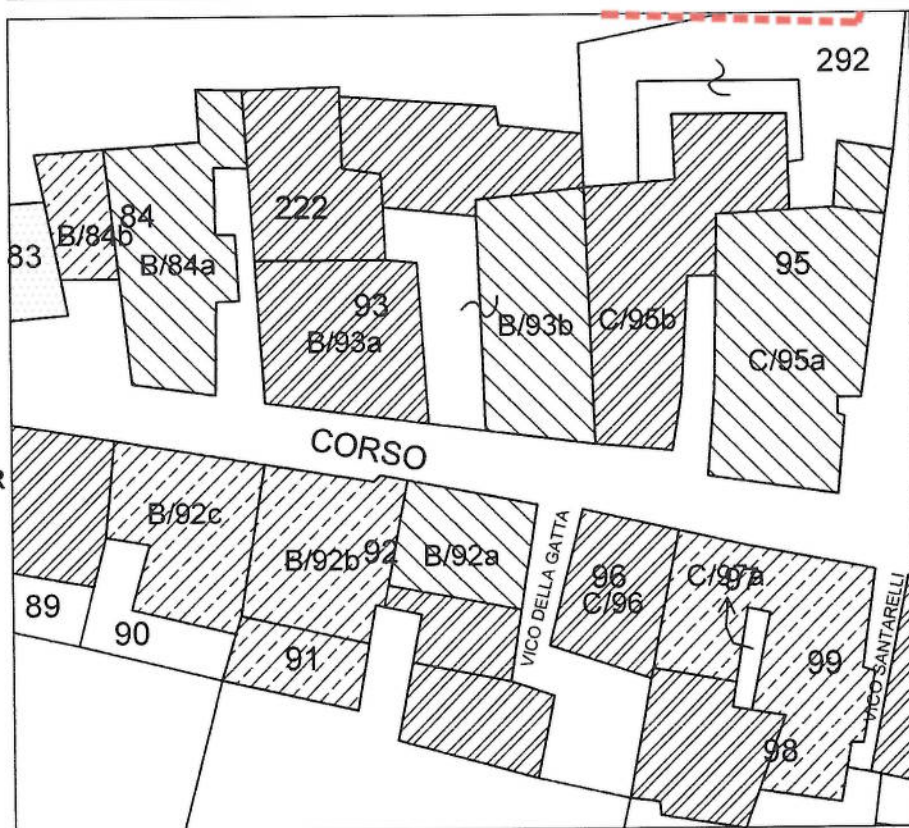 292
84
B/84b
83
B/84a
222
93
B/93a
B/93b
C/95b
95
C/95a
CORSO
R
B/92c
B/92b
92
B/92a
VICO DELLA GATTA
96
C/96
C/97a
99
VICO SANTARELLI
89
90
91
98